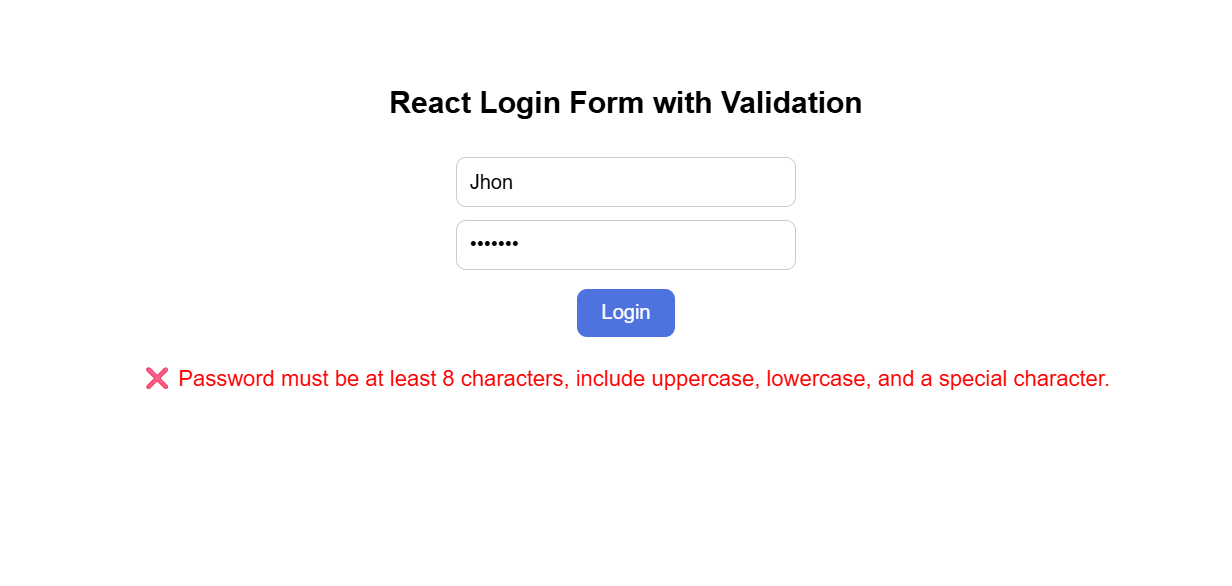 React Login Form with Validation
Jhon
•••••••
Login
❌ Password must be at least 8 characters, include uppercase, lowercase, and a special character.